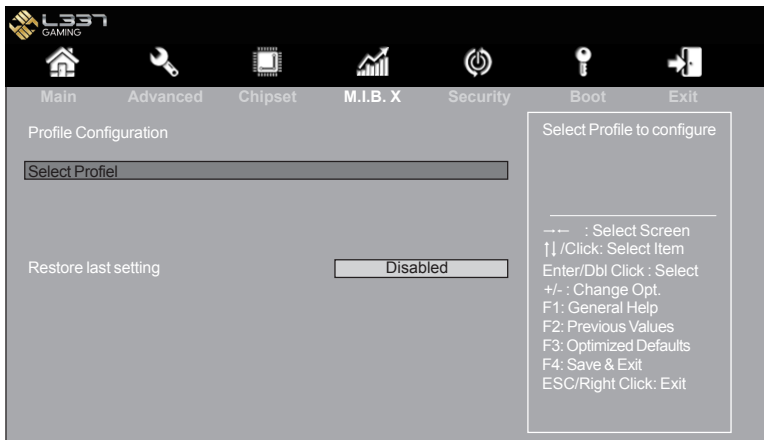 L337
GAMING
Main Advanced Chipset M.I.B. X Security Boot Exit
Profile Configuration
Select Profiel
Restore last setting Disabled
Select Profile to configure
→← : Select Screen
↑↓/Click: Select Item
Enter/Dbl Click : Select
+/- : Change Opt.
F1: General Help
F2: Previous Values
F3: Optimized Defaults
F4: Save & Exit
ESC/Right Click: Exit